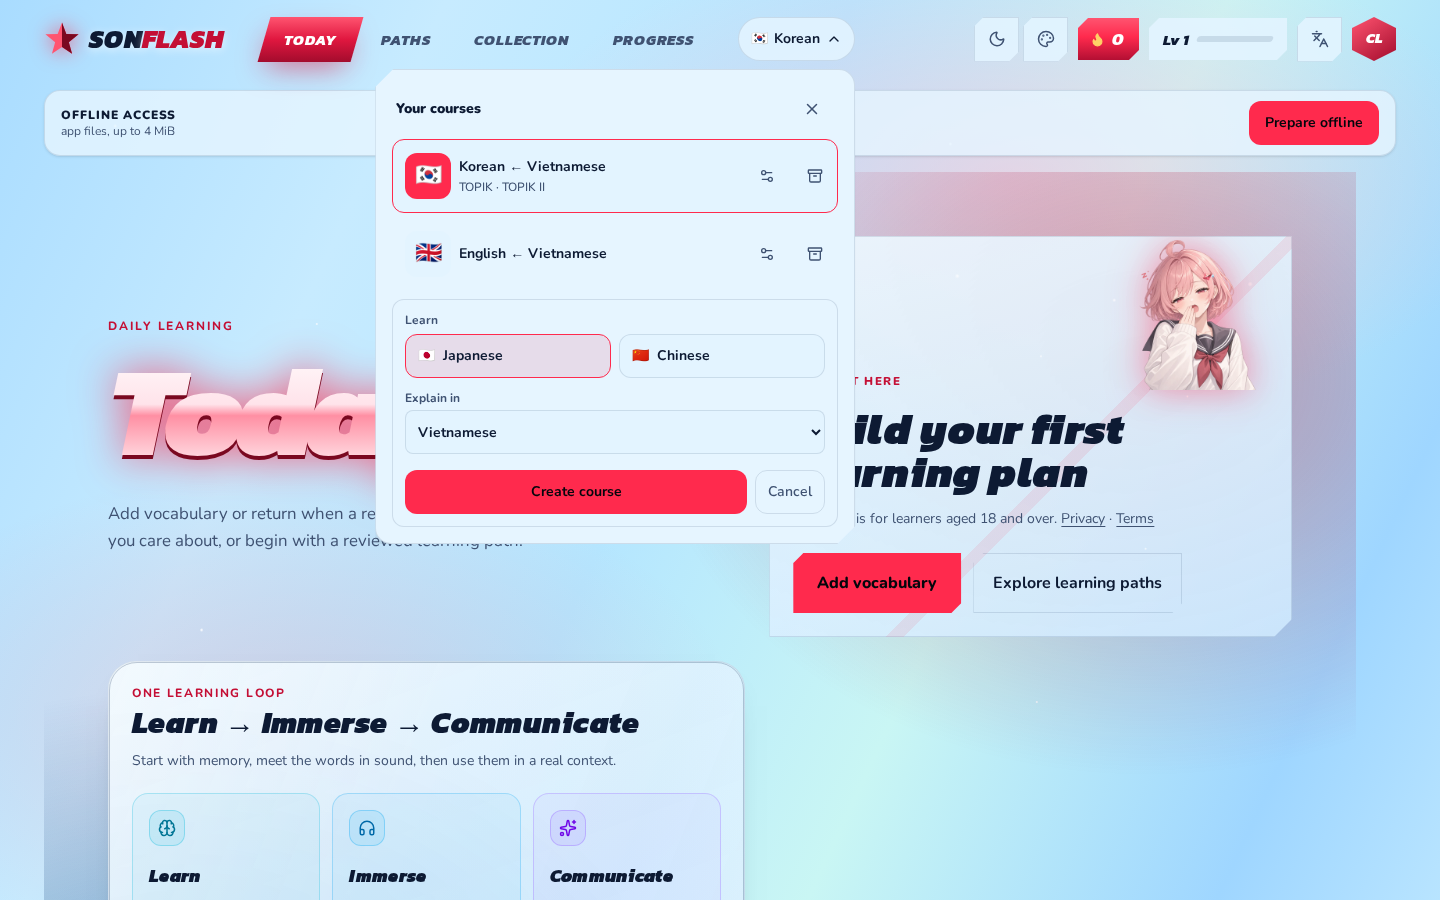 SONFLASH
TODAY
PATHS
COLLECTION
PROGRESS
Korean
0
Lv 1
CL
OFFLINE ACCESS
app files, up to 4 MiB
Prepare offline
Your courses
Korean ← Vietnamese
TOPIK · TOPIK II
English ← Vietnamese
Learn
Japanese
Chinese
Explain in
Vietnamese
Create course
Cancel
DAILY LEARNING
Add vocabulary or return when a
you care about, or begin with a reviewed learning path.
HERE
your first
plan
is for learners aged 18 and over. Privacy · Terms
Add vocabulary
Explore learning paths
ONE LEARNING LOOP
Learn → Immerse → Communicate
Start with memory, meet the words in sound, then use them in a real context.
Learn
Immerse
Communicate